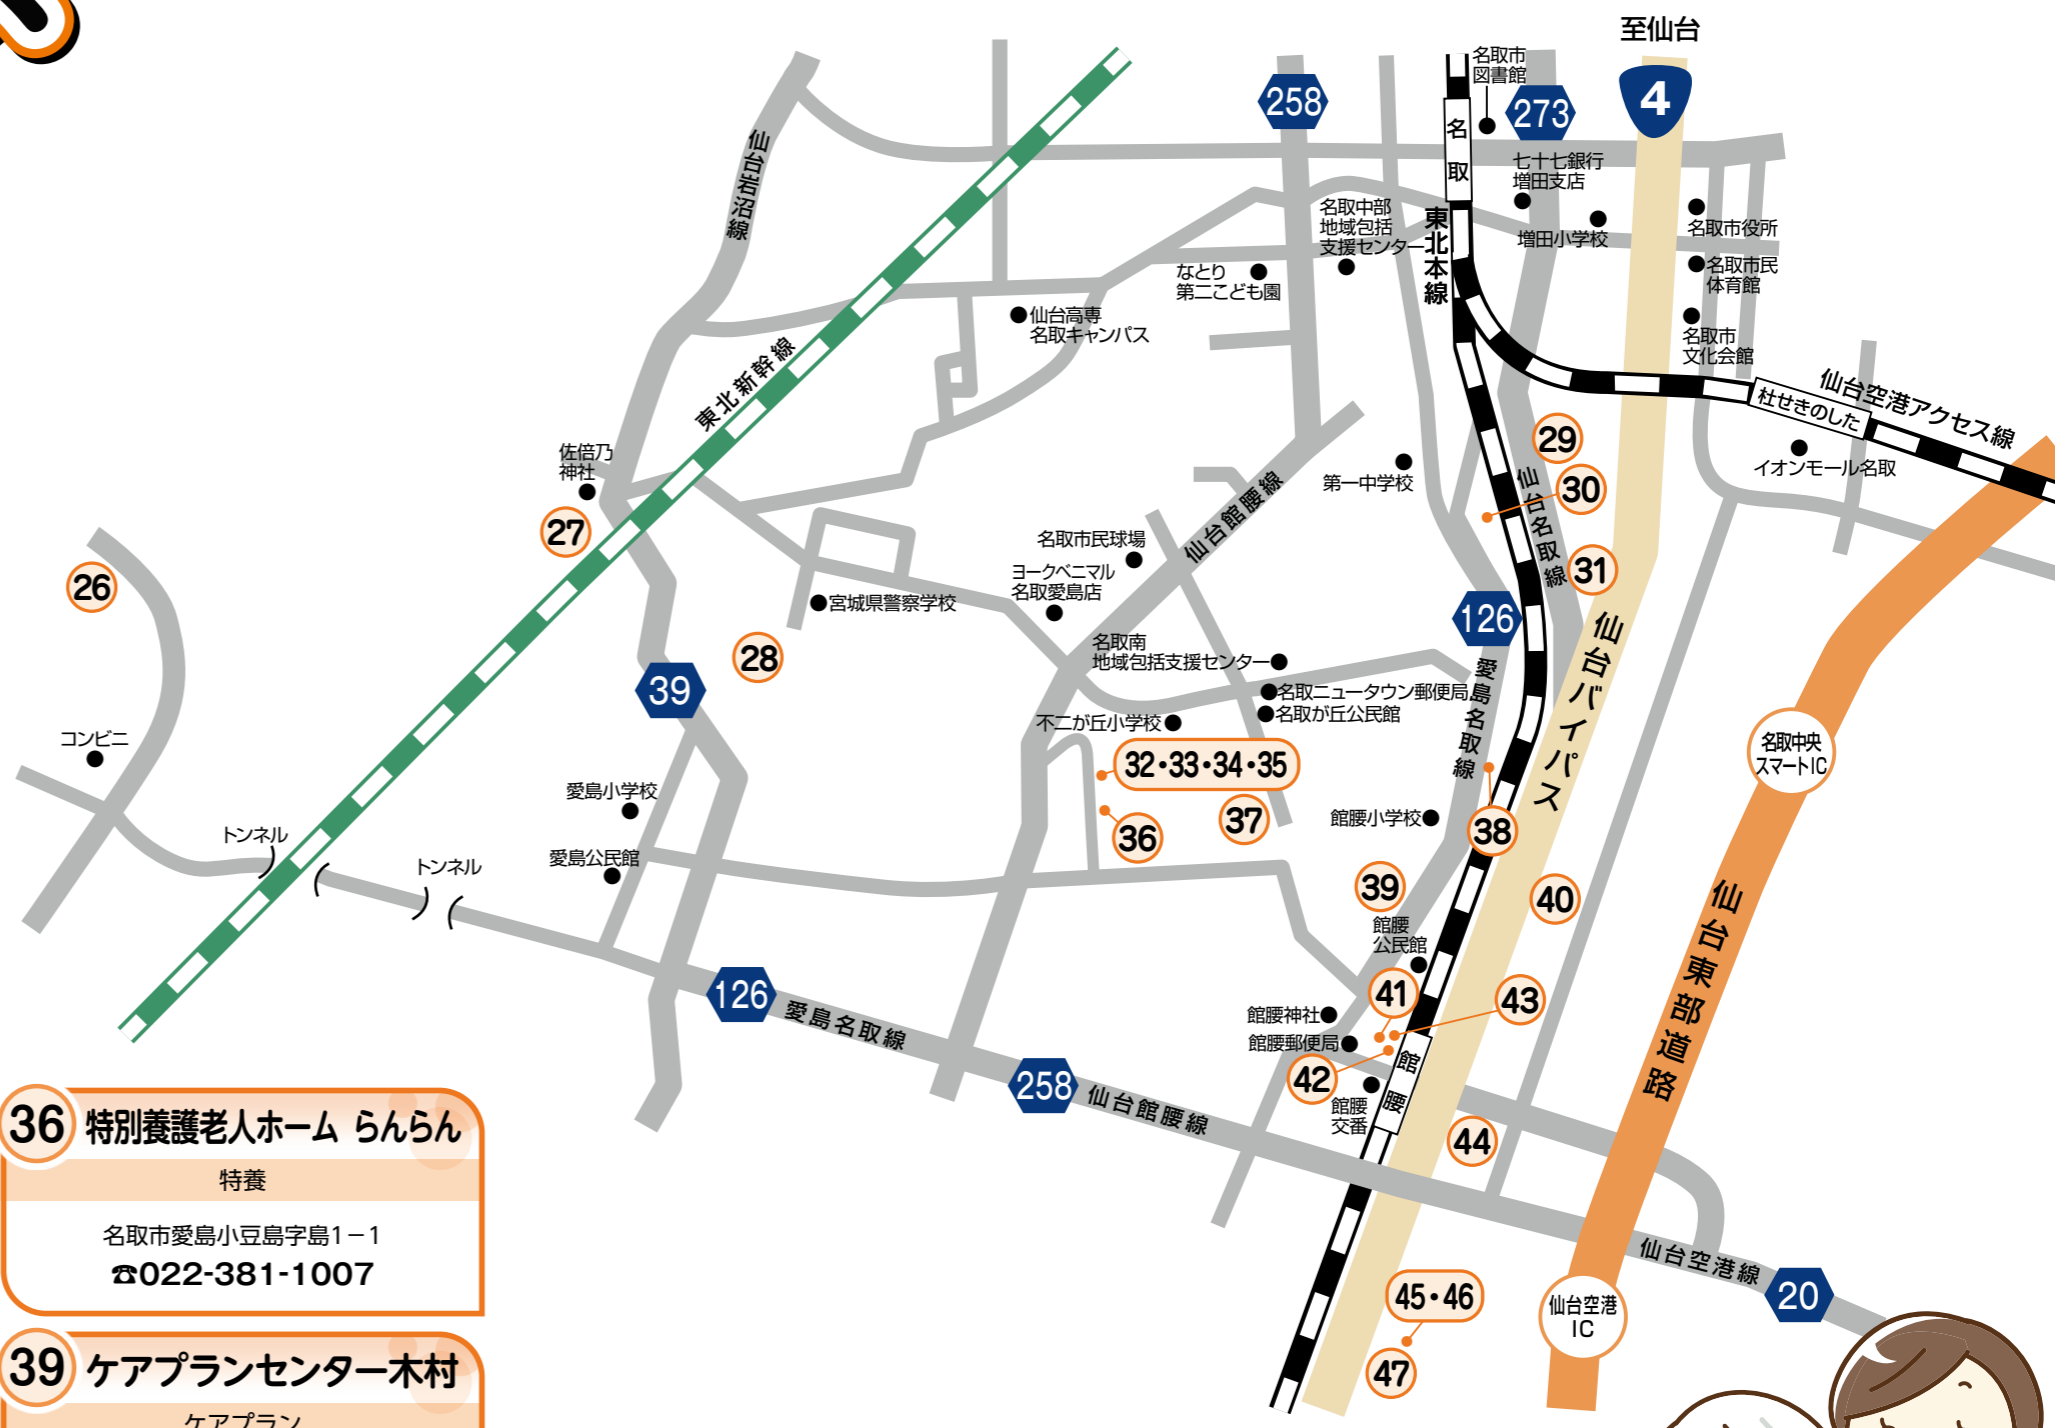 至仙台
名取市
図書館
258
273
4
名取
七十七銀行
増田支店
仙台岩沼線
名取中部
地域包括
支援センター
東北本線
増田小学校
名取市役所
名取市民
体育館
なとり
第二こども園
仙台高専
名取キャンパス
名取市
文化会館
東北新幹線
仙台空港アクセス線
杜せきのした
イオンモール名取
29
佐倍乃
神社
27
第一中学校
仙台名取線
30
仙台館腰線
名取市民球場
31
26
ヨークベニマル
名取愛島店
宮城県警察学校
126
仙台バイパス
28
名取南
地域包括支援センター
39
名取ニュータウン郵便局
名取が丘公民館
愛島名取線
不二が丘小学校
コンビニ
32・33・34・35
名取中央
スマートIC
愛島小学校
36
37
館腰小学校
38
トンネル
トンネル
愛島公民館
39
40
仙台東部道路
館腰
公民館
126
愛島名取線
41
43
館腰神社
館腰郵便局
館腰
42
258
仙台館腰線
館腰
交番
44
仙台空港線
20
45・46
仙台空港
IC
47
36 特別養護老人ホーム らんらん
特養
名取市愛島小豆島字島1－1
☎022-381-1007
39 ケアプランセンター木村
ケアプラン